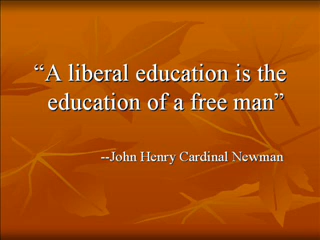 “A liberal education is the
education of a free man”
--John Henry Cardinal Newman